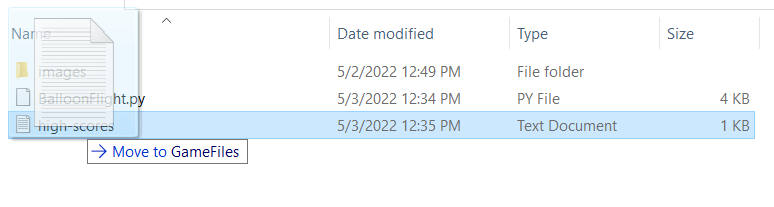 Name Date modified Type Size
images 5/2/2022 12:49 PM File folder
BalloonFlight.py 5/3/2022 12:34 PM PY File 4 KB
high-scores 5/3/2022 12:35 PM Text Document 1 KB
Move to GameFiles